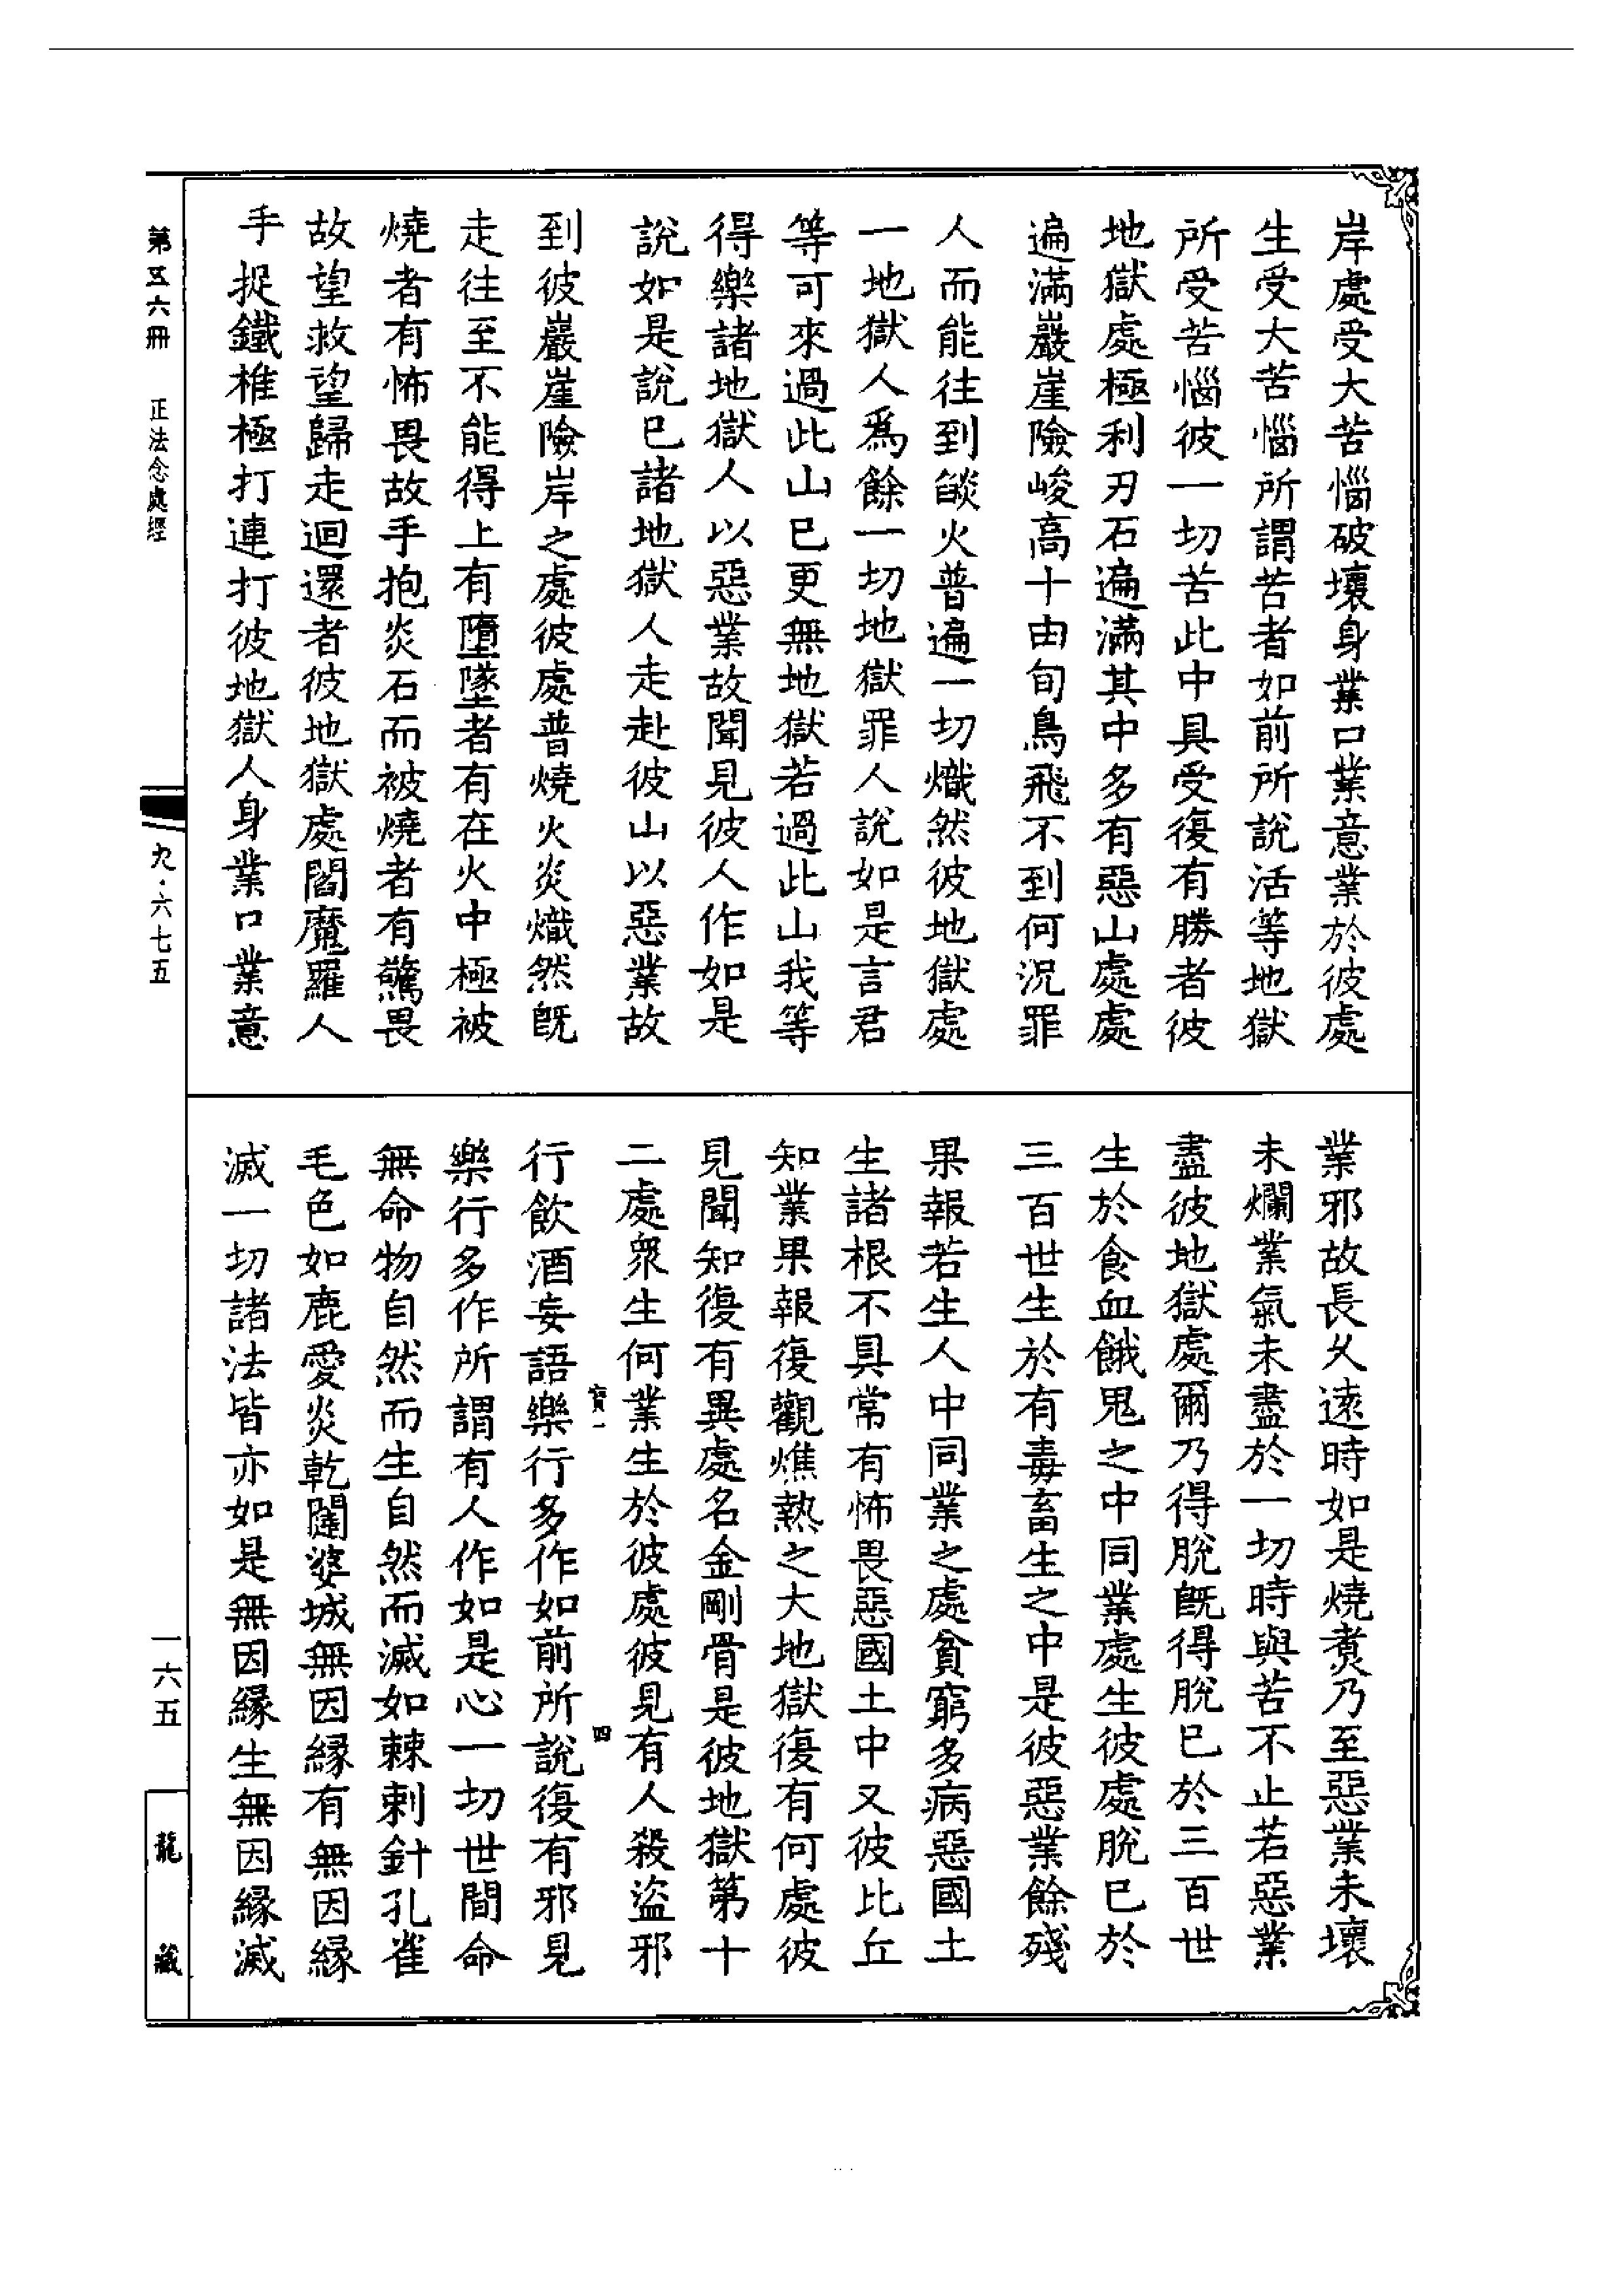 岸處受大苦惱破壞身業口業意業於彼處
生受大苦惱所謂苦者如前所說活等地獄
所受苦惱彼一切苦此中具受復有勝者彼
地獄處極利刃石遍滿其中多有惡山處處
遍滿巖崖險峻高十由旬鳥飛不到何況罪
人而能往到燄火普遍一切熾然彼地獄處
一地獄人爲餘一切地獄罪人說如是言君
等可來過此山已更無地獄若過此山我等
得樂諸地獄人以惡業故聞見彼人作如是
說如是說已諸地獄人走赴彼山以惡業故
到彼巖崖險岸之處彼處普燒火炎熾然旣
走往至不能得上有墮墜者有在火中極被
燒者有怖畏故手抱炎石而被燒者有驚畏
故望救望歸走迴還者彼地獄處閻魔羅人
手捉鐵椎極打連打彼地獄人身業口業意
業邪故長久遠時如是燒煑乃至惡業未壞
未爛業氣未盡於一切時與苦不止若惡業
盡彼地獄處爾乃得脫旣得脫已於三百世
生於食血餓鬼之中同業處生彼處脫已於
三百世生於有毒畜生之中是彼惡業餘殘
果報若生人中同業之處貧窮多病惡國土
生諸根不具常有怖畏惡國土中又彼比丘
知業果報復觀燋熱之大地獄復有何處彼
見聞知復有異處名金剛骨是彼地獄第十
二處衆生何業生於彼處彼見有人殺盜邪
寳一
四
行飲酒妄語樂行多作如前所說復有邪見
樂行多作所謂有人作如是心一切世間命
無命物自然而生自然而滅如棘刺針孔雀
毛色如鹿愛炎乾闥婆城無因緣有無因緣
滅一切諸法皆亦如是無因緣生無因緣滅
第五六冊
正法念處經
九·六七五
一六五
龍藏